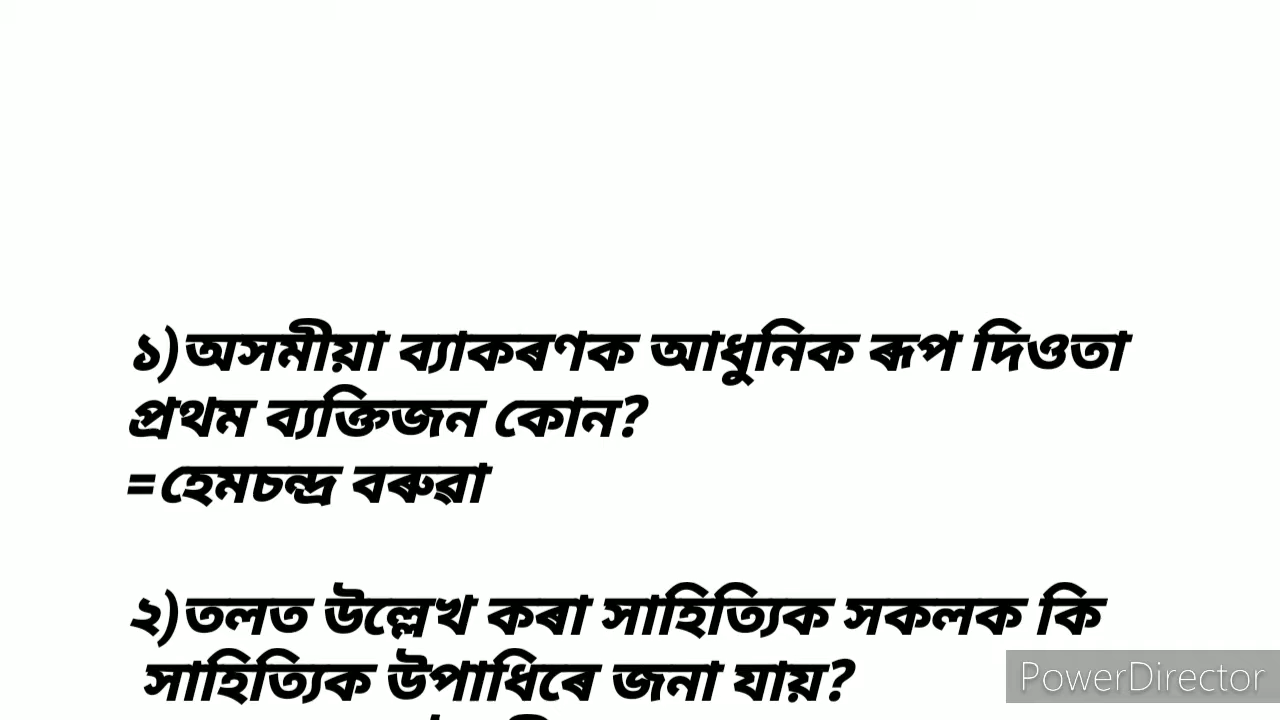 ১)অসমীয়া ব্যাকৰণক আধুনিক ৰূপ দিওতা
প্ৰথম ব্যক্তিজন কোন?
=হেমচন্দ্ৰ বৰুৱা
২)তলত উল্লেখ কৰা সাহিত্যিক সকলক কি
সাহিত্যিক উপাধিৰে জনা যায়?
PowerDirector